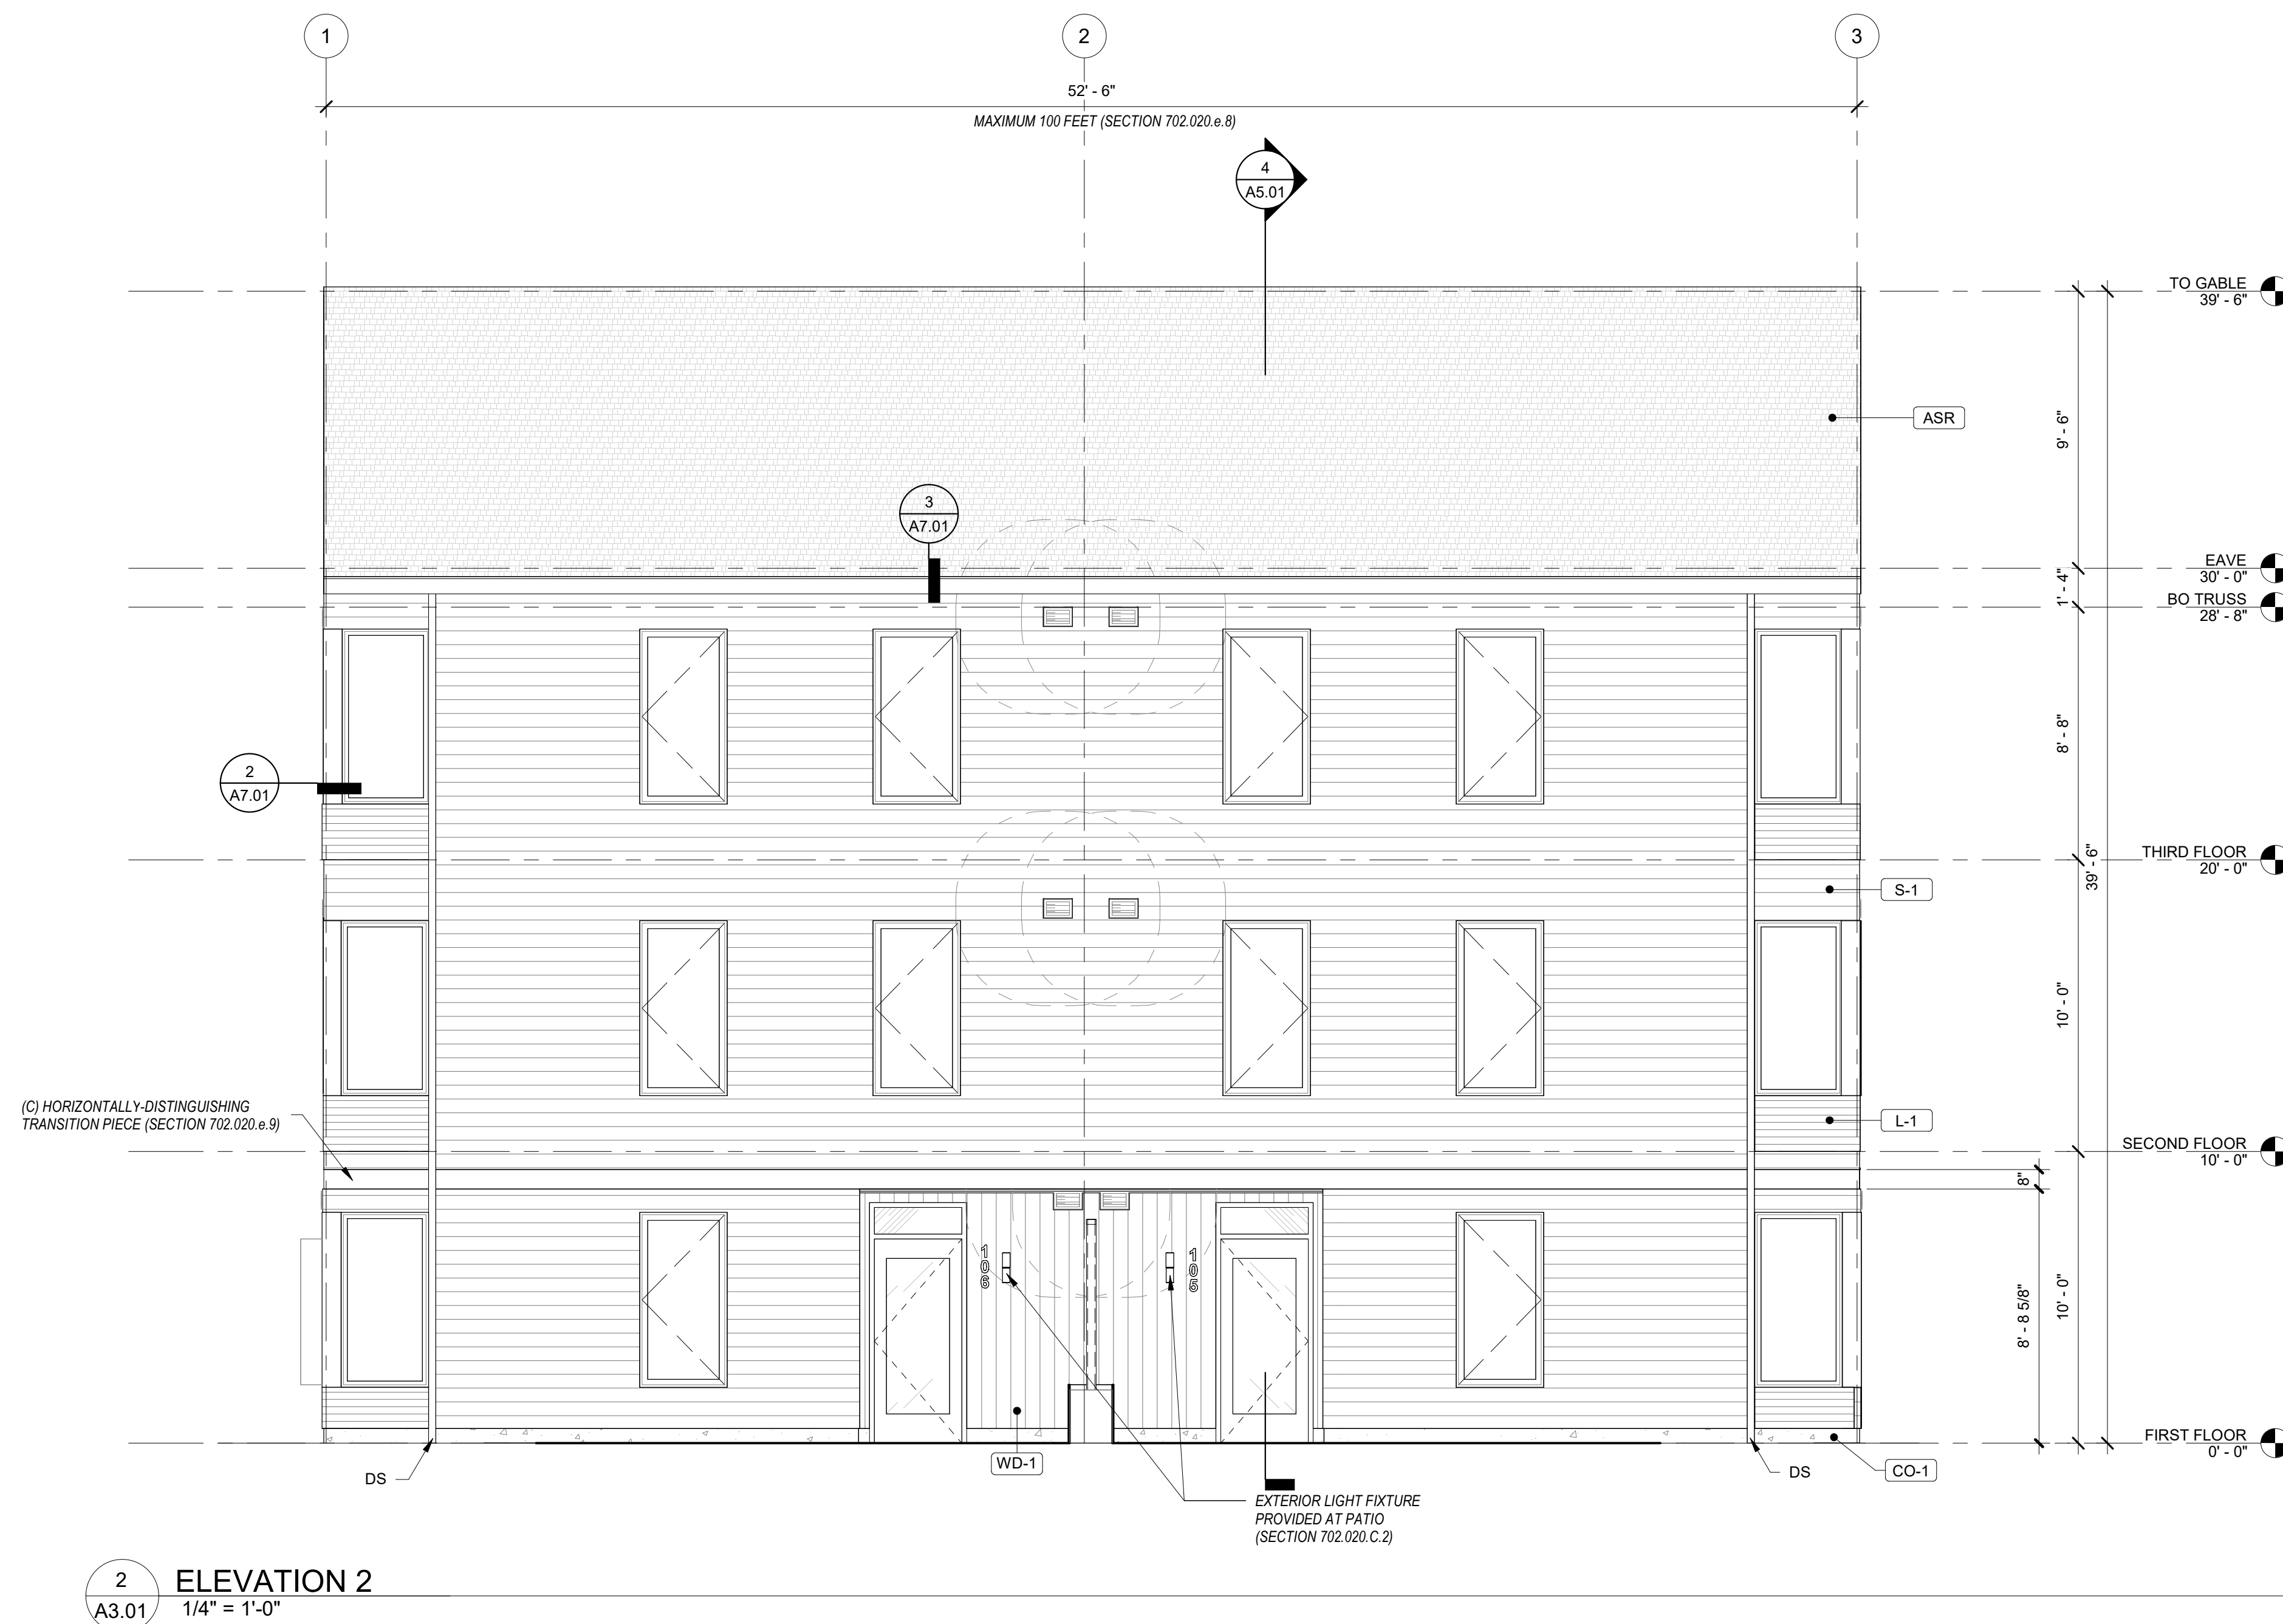 1
2
3
52' - 6"
MAXIMUM 100 FEET (SECTION 702.020.e.8)
4
A5.01
TO GABLE
39' - 6"
ASR
9' - 6"
3
A7.01
EAVE
30' - 0"
1' - 4"
BO TRUSS
28' - 8"
8' - 8"
2
A7.01
THIRD FLOOR
20' - 0"
39' - 6"
S-1
10' - 0"
(C) HORIZONTALLY-DISTINGUISHING
TRANSITION PIECE (SECTION 702.020.e.9)
L-1
SECOND FLOOR
10' - 0"
8"
106
105
8' - 8 5/8"
10' - 0"
FIRST FLOOR
0' - 0"
DS
WD-1
DS
CO-1
EXTERIOR LIGHT FIXTURE
PROVIDED AT PATIO
(SECTION 702.020.C.2)
2
A3.01
ELEVATION 2
1/4" = 1'-0"